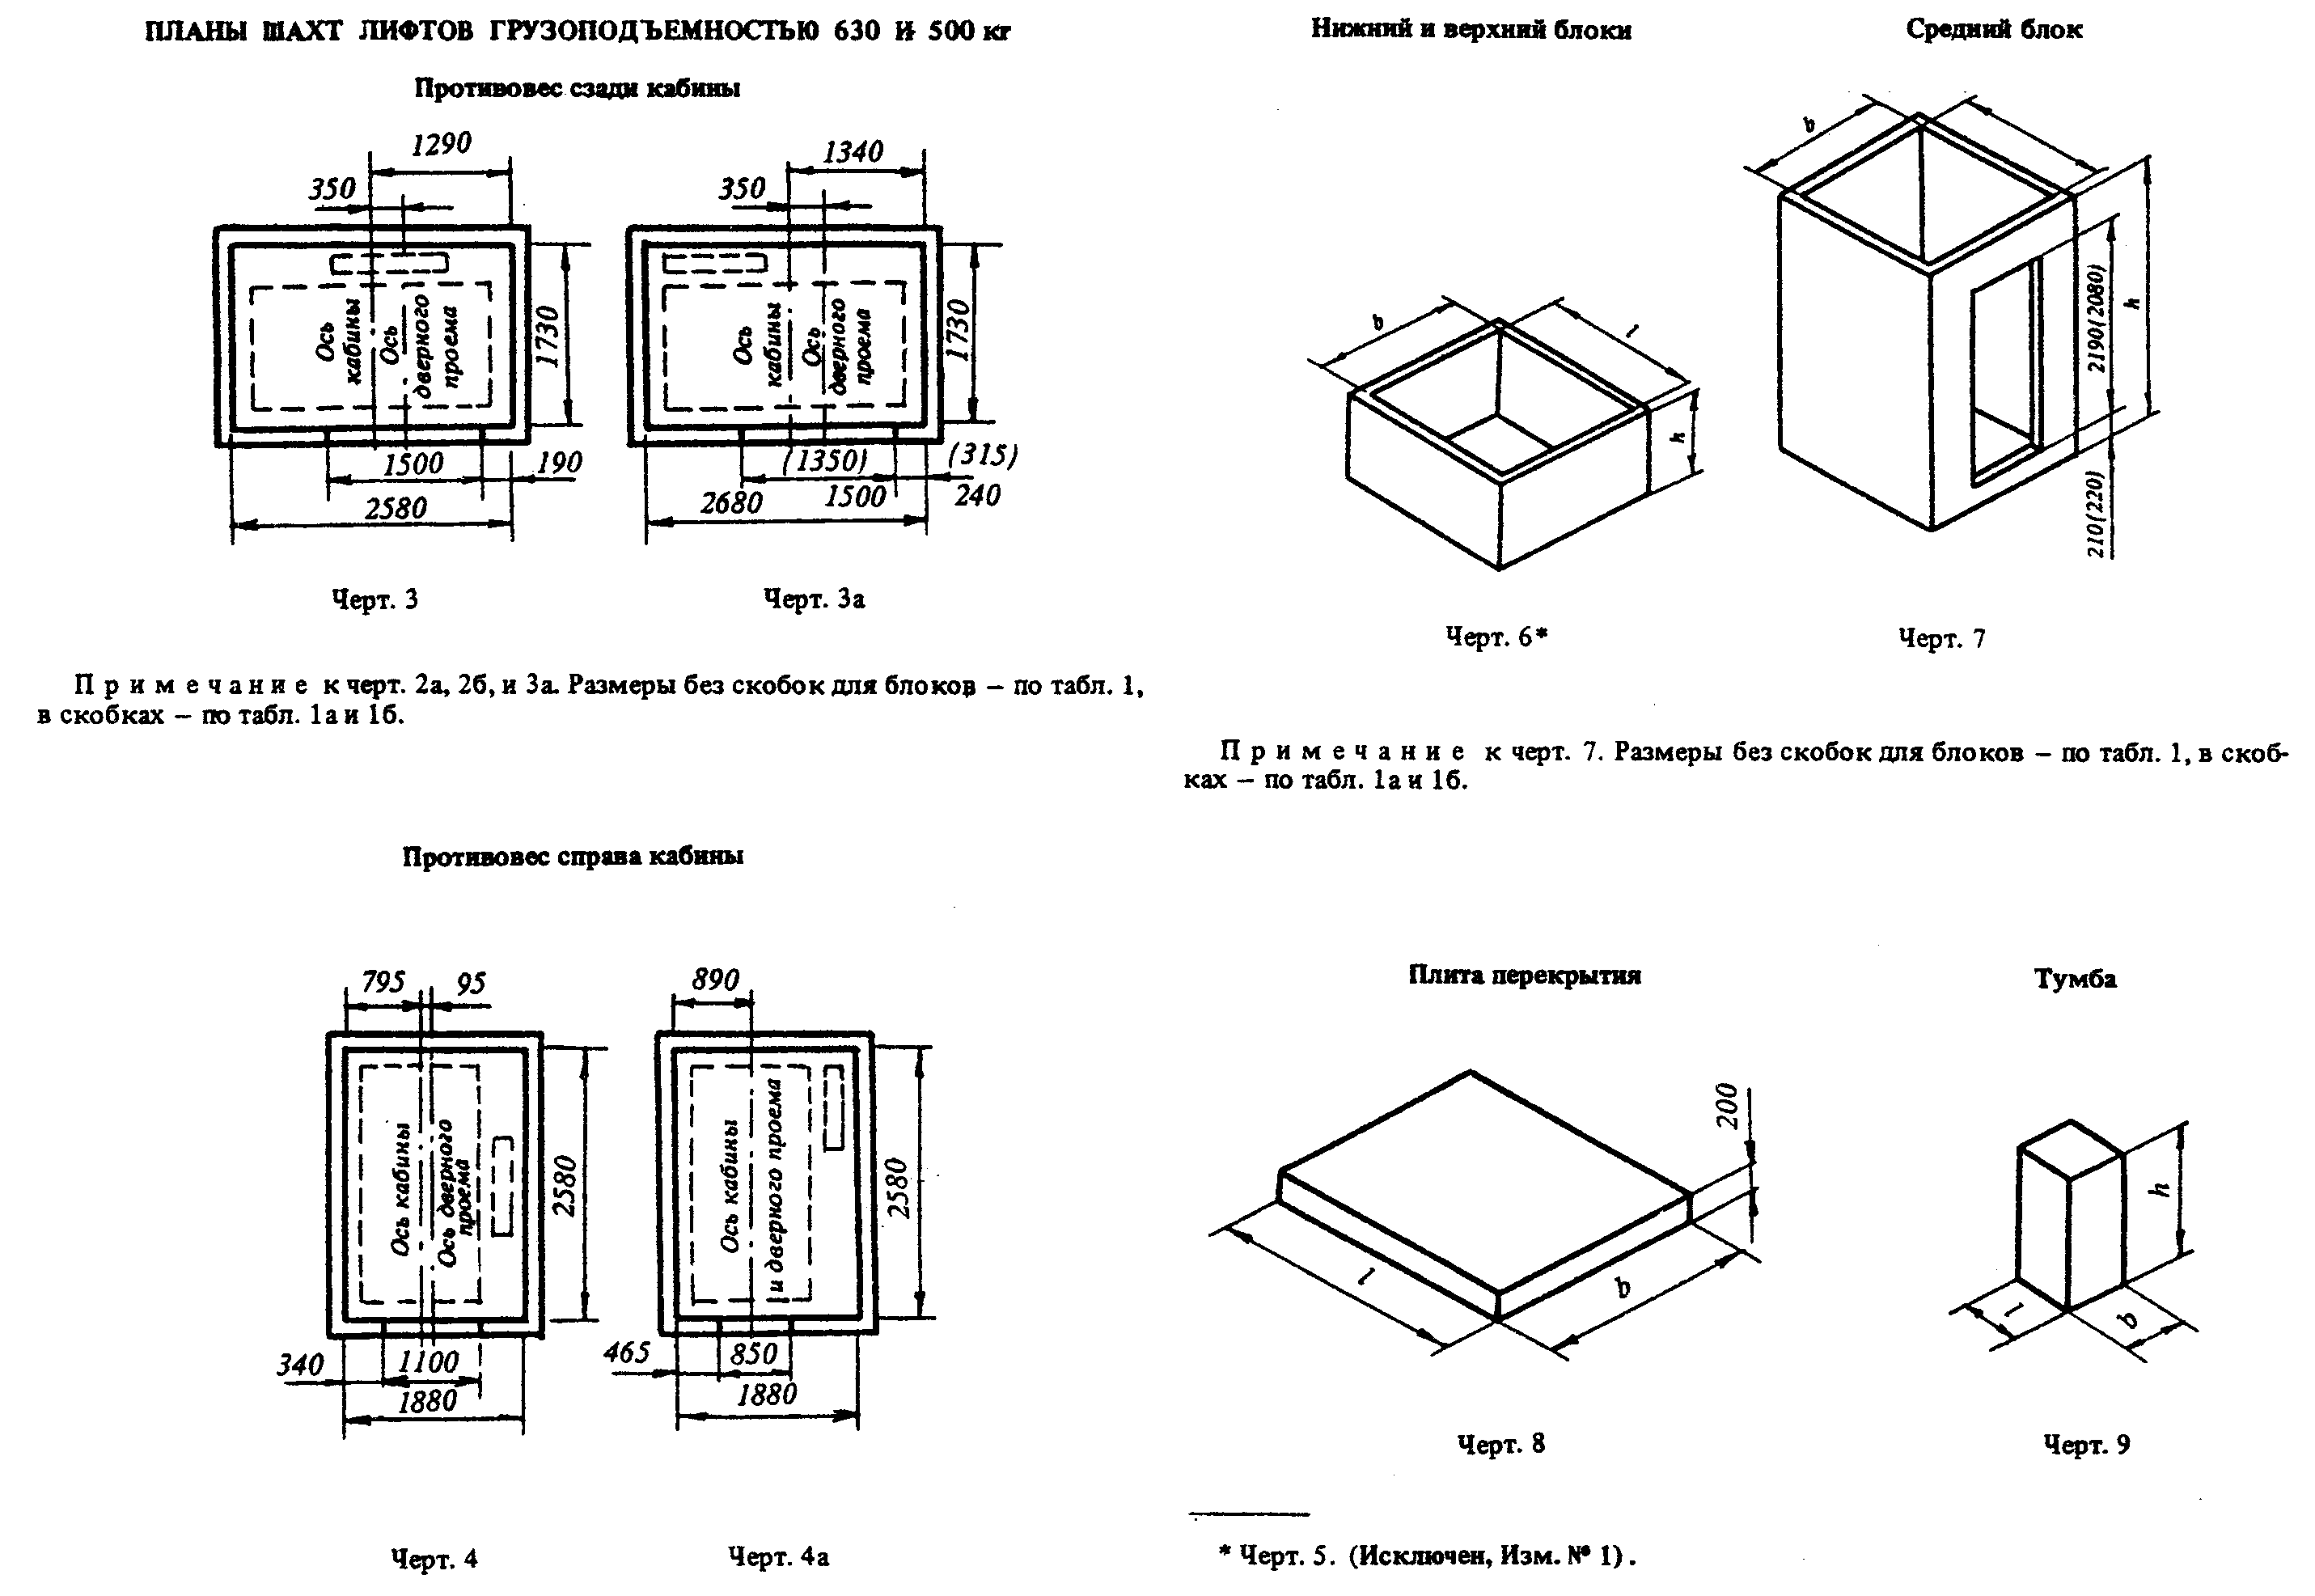 ПЛАНЫ ШАХТ ЛИФТОВ ГРУЗОПОДЪЕМНОСТЬЮ 630 И 500 кг
Противовес сзади кабины
1290
350
Ось
кабины
Ось
дверного
проема
1730
1500
190
2580
Черт. 3
1340
350
Ось
кабины
Ось
дверного
проема
1730
(1350)
(315)
1500
240
2680
Черт. 3а
Примечание к черт. 2а, 2б, и 3а. Размеры без скобок для блоков – по табл. 1,
в скобках – по табл. 1а и 1б.
Противовес справа кабины
795
95
Ось кабины
Ось дверного
проема
2580
340
1100
1880
Черт. 4
890
Ось кабины
и дверного проема
2580
465
850
1880
Черт. 4а
Нижний и верхний блоки
b
l
h
Черт. 6*
Средний блок
b
2190(2080)
h
210(220)
Черт. 7
Примечание к черт. 7. Размеры без скобок для блоков – по табл. 1, в скоб-
ках – по табл. 1а и 1б.
Плита перекрытия
200
l
b
Черт. 8
Тумба
h
l
b
Черт. 9
* Черт. 5. (Исключен, Изм. № 1).